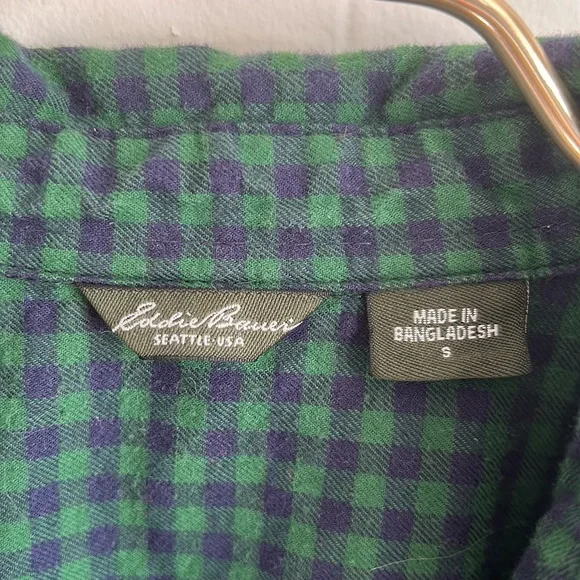 Eddie Bauer
SEATTLE·USA
MADE IN
BANGLADESH
S